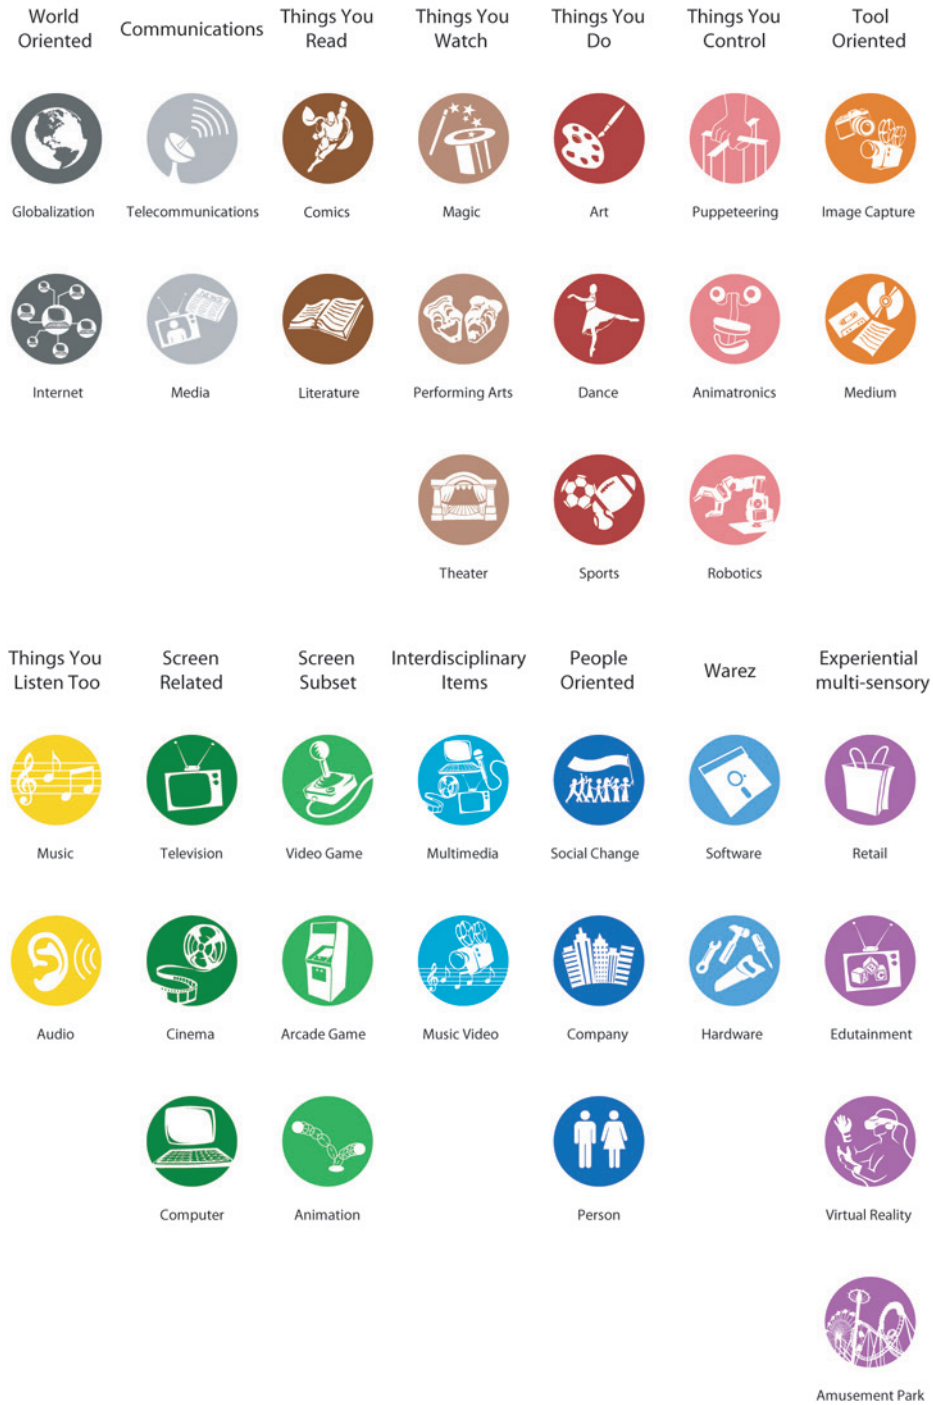 World
Oriented
Communications
Things You
Read
Things You
Watch
Things You
Do
Things You
Control
Tool
Oriented
Globalization
Telecommunications
Comics
Magic
Art
Puppeteering
Image Capture
Internet
Media
Literature
Performing Arts
Dance
Animatronics
Medium
Theater
Sports
Robotics
Things You
Listen Too
Screen
Related
Screen
Subset
Interdisciplinary
Items
People
Oriented
Warez
Experiential
multi-sensory
Music
Television
Video Game
Multimedia
Social Change
Software
Retail
Audio
Cinema
Arcade Game
Music Video
Company
Hardware
Edutainment
Computer
Animation
Person
Virtual Reality
Amusement Park